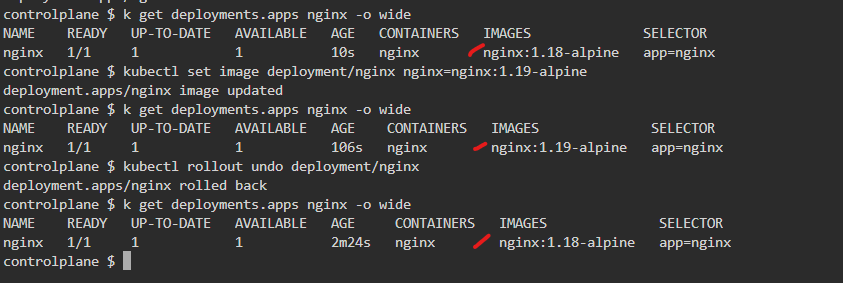 controlplane $ k get deployments.apps nginx -o wide
NAME    READY   UP-TO-DATE   AVAILABLE   AGE   CONTAINERS   IMAGES              SELECTOR
nginx   1/1     1            1           10s   nginx        nginx:1.18-alpine   app=nginx
controlplane $ kubectl set image deployment/nginx nginx=nginx:1.19-alpine
deployment.apps/nginx image updated
controlplane $ k get deployments.apps nginx -o wide
NAME    READY   UP-TO-DATE   AVAILABLE   AGE    CONTAINERS   IMAGES              SELECTOR
nginx   1/1     1            1           106s   nginx        nginx:1.19-alpine   app=nginx
controlplane $ kubectl rollout undo deployment/nginx
deployment.apps/nginx rolled back
controlplane $ k get deployments.apps nginx -o wide
NAME    READY   UP-TO-DATE   AVAILABLE   AGE     CONTAINERS   IMAGES              SELECTOR
nginx   1/1     1            1           2m24s   nginx        nginx:1.18-alpine   app=nginx
controlplane $